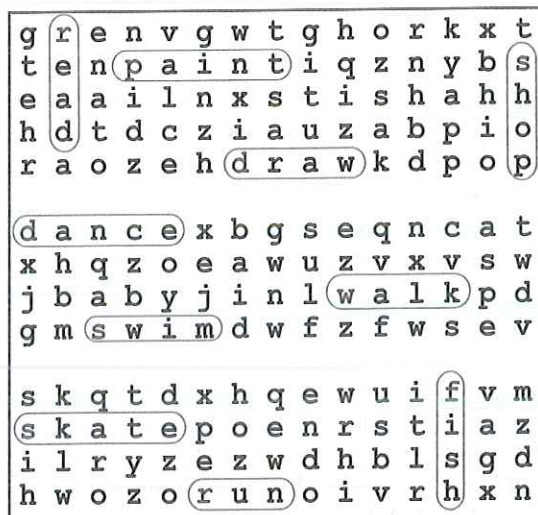 g r e n v g w t g h o r k x t
t e n p a i n t i q z n y b s
e a a i l n x s t i s h a h h
h d t d c z i a u z a b p i o
r a o z e h d r a w k d p o p
d a n c e x b g s e q n c a t
x h q z o e a w u z v x v s w
j b a b y j i n l w a l k p d
g m s w i m d w f z f w s e v
s k q t d x h q e w u i f v m
s k a t e p o e n r s t i a z
i l r y z e z w d h b l s g d
h w o z o r u n o i v r h x n